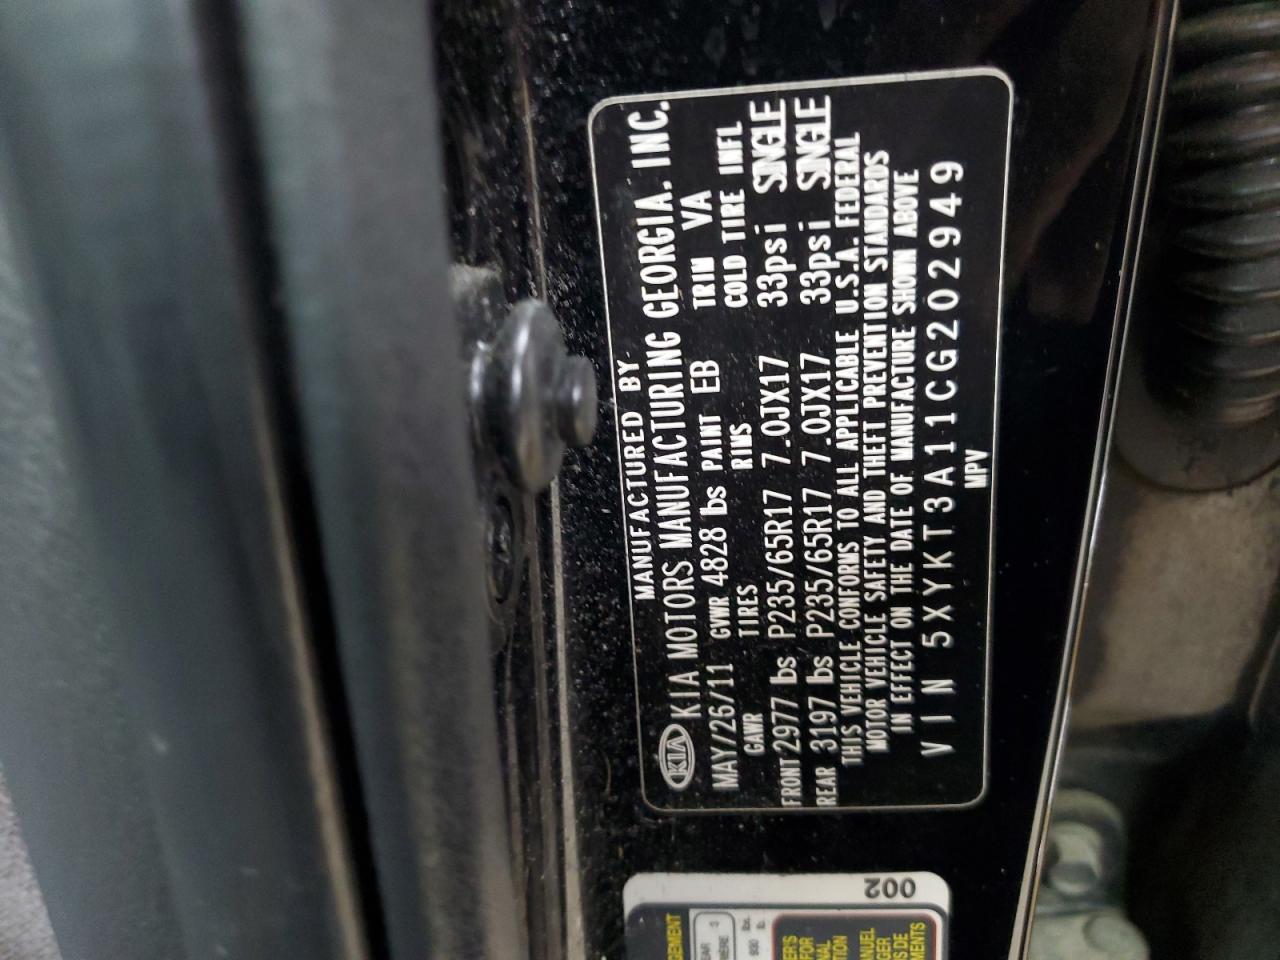 MANUFACTURED BY
KIA KIA MOTORS MANUFACTURING GEORGIA, INC.
MAY/26/11 GVWR 4828 lbs PAINT EB TRIM VA
GAWR TIRES RIMS COLD TIRE INFL
FRONT 2977 lbs P235/65R17 7.0JX17 33psi SINGLE
REAR 3197 lbs P235/65R17 7.0JX17 33psi SINGLE
THIS VEHICLE CONFORMS TO ALL APPLICABLE U.S.A. FEDERAL
MOTOR VEHICLE SAFETY AND THEFT PREVENTION STANDARDS
IN EFFECT ON THE DATE OF MANUFACTURE SHOWN ABOVE
VIN 5XYKT3A11CG202949
MPV
002